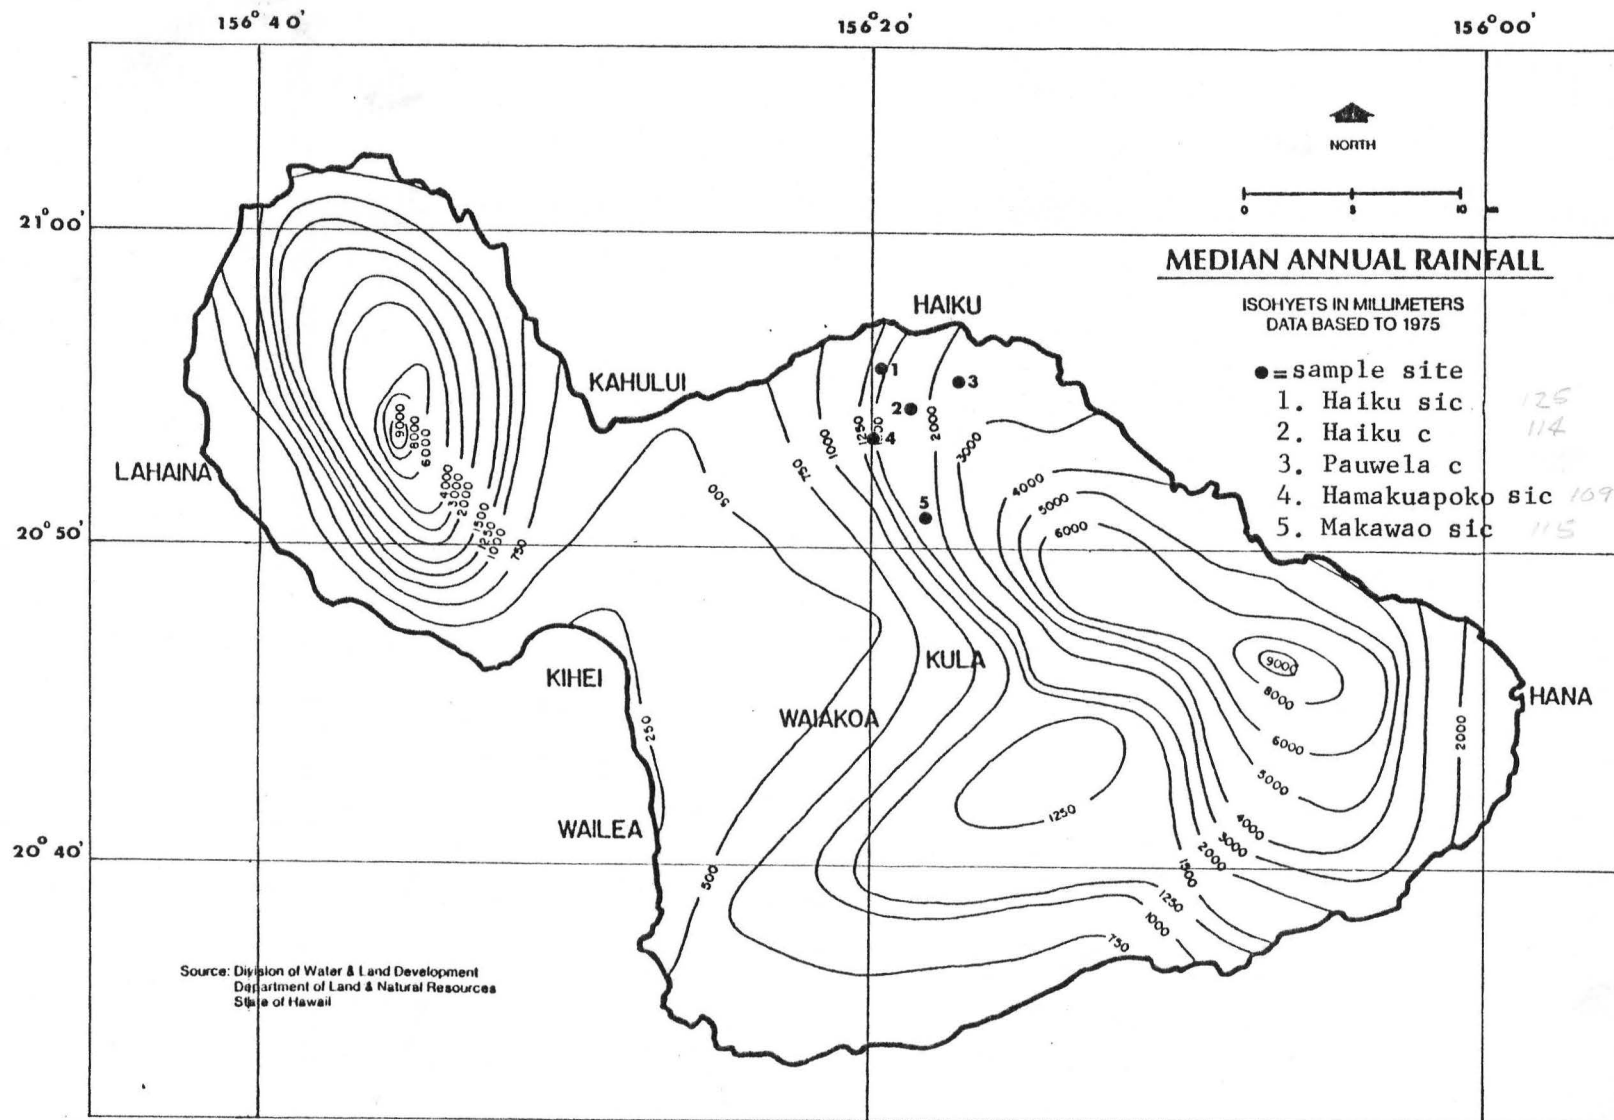 156° 40'
156° 20'
156° 00'
NORTH
0 5 10
21° 00'
MEDIAN ANNUAL RAINFALL
ISOHYETS IN MILLIMETERS
DATA BASED TO 1975
●=sample site
1. Haiku sic 125
2. Haiku c 114
3. Pauwela c
4. Hamakuapoko sic 109
5. Makawao sic 115
HAIKU
KAHULUI
LAHAINA
1
2
3
4
5
9000
8000
6000
4000
3000
2000
1500
1250
1000
750
500
750
1000
1250
2000
3000
4000
5000
6000
20° 50'
KULA
KIHEI
WAIAKOA
HANA
9000
8000
6000
5000
4000
3000
2000
1500
1250
1000
750
2000
250
1250
500
WAILEA
20° 40'
Source: Division of Water & Land Development
Department of Land & Natural Resources
State of Hawaii